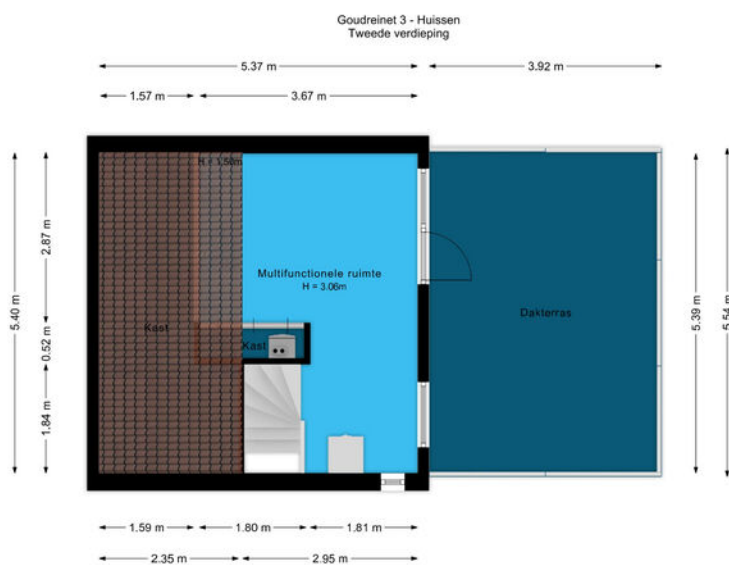 Goudreinet 3 - Huissen
Tweede verdieping
5.37 m
3.92 m
1.57 m
3.67 m
H = 1.50m
5.40 m
2.87 m
0.52 m
1.84 m
Multifunctionele ruimte
H = 3.06m
Kast
Kast
Dakterras
5.39 m
5.54 m
1.59 m
1.80 m
1.81 m
2.35 m
2.95 m